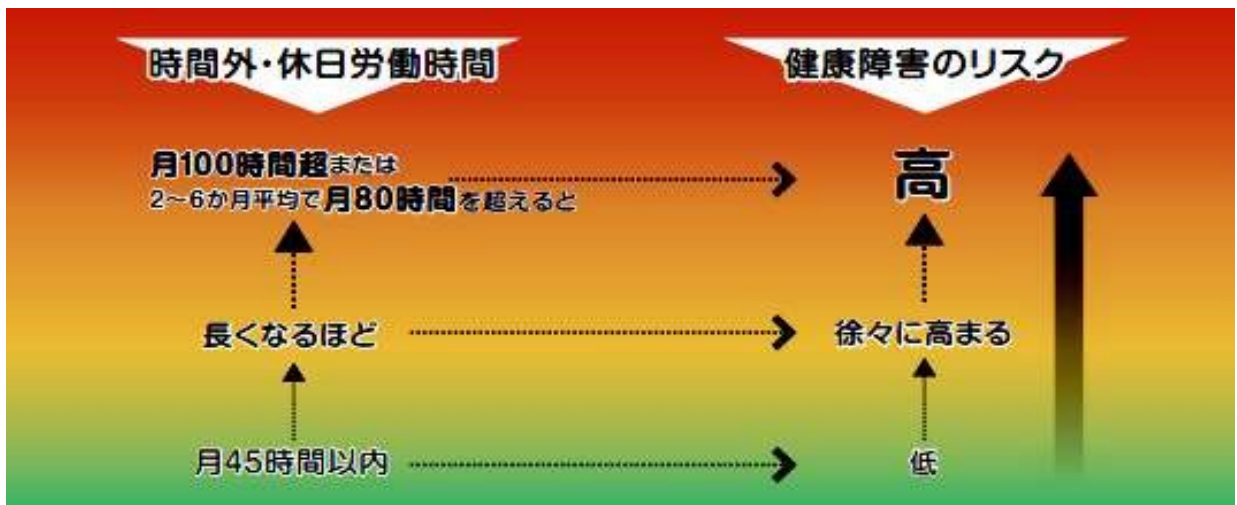 時間外・休日労働時間
健康障害のリスク
月100時間超または
2～6か月平均で月80時間を超えると
高
長くなるほど
徐々に高まる
月45時間以内
低